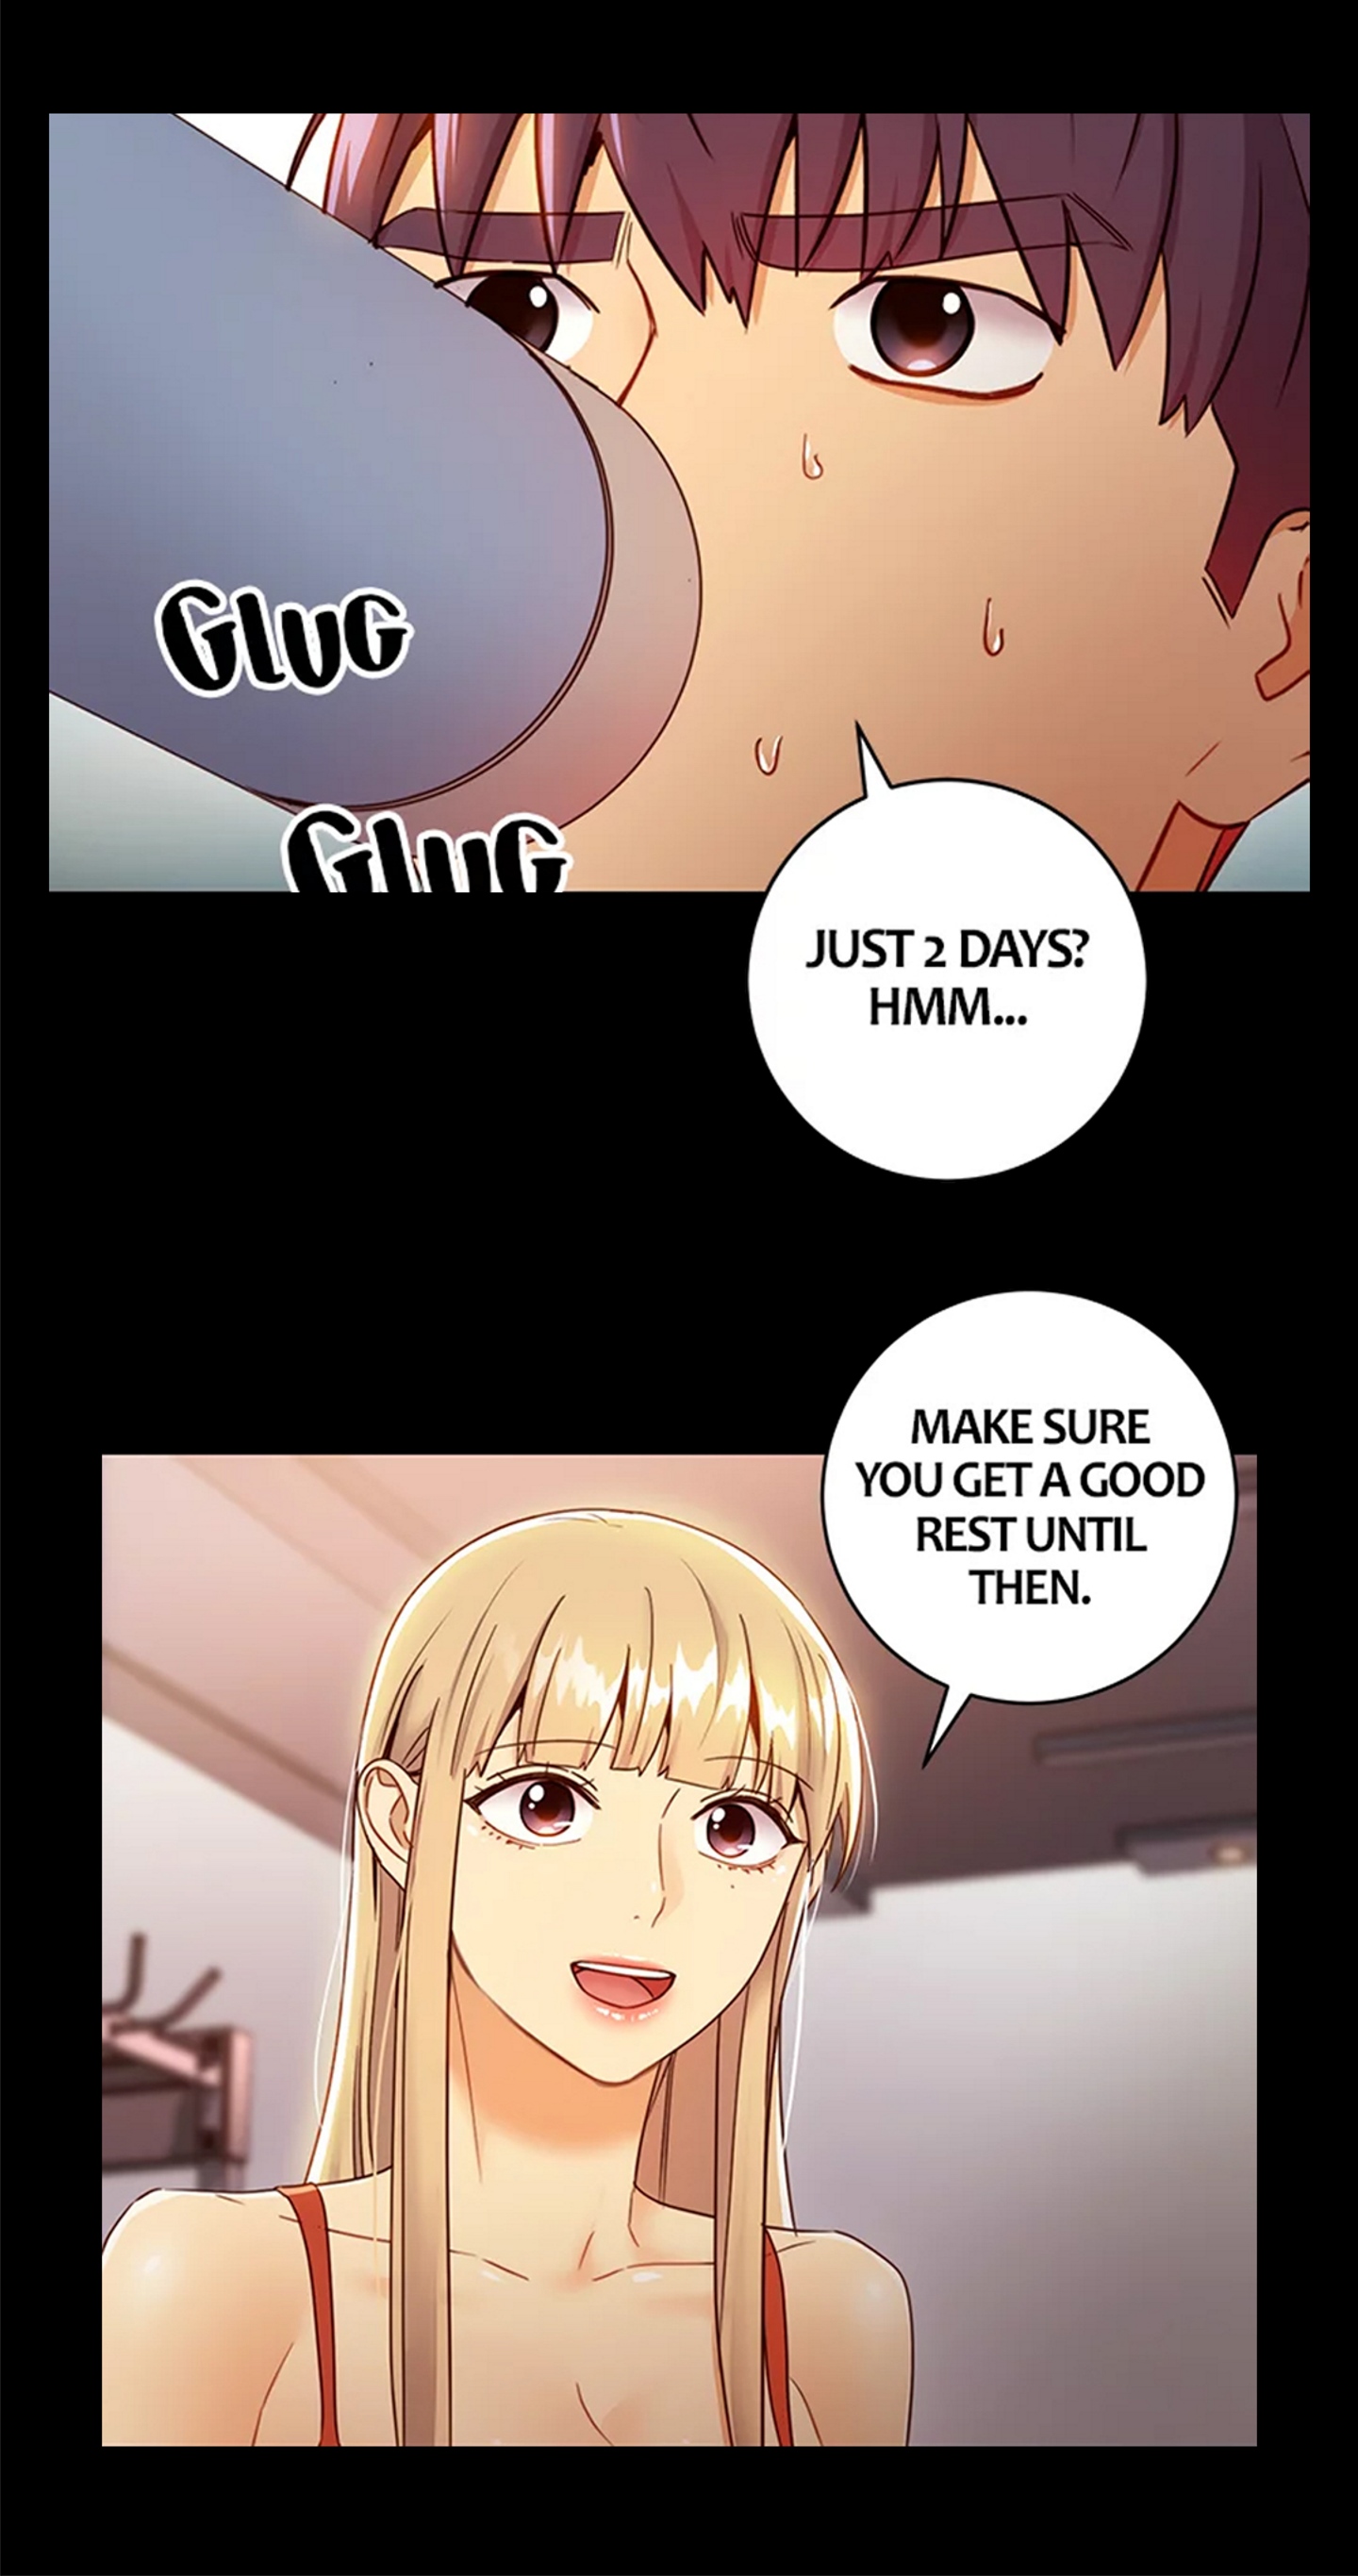 GLUG
GLUG
JUST 2 DAYS?
HMM...
MAKE SURE
YOU GET A GOOD
REST UNTIL
THEN.